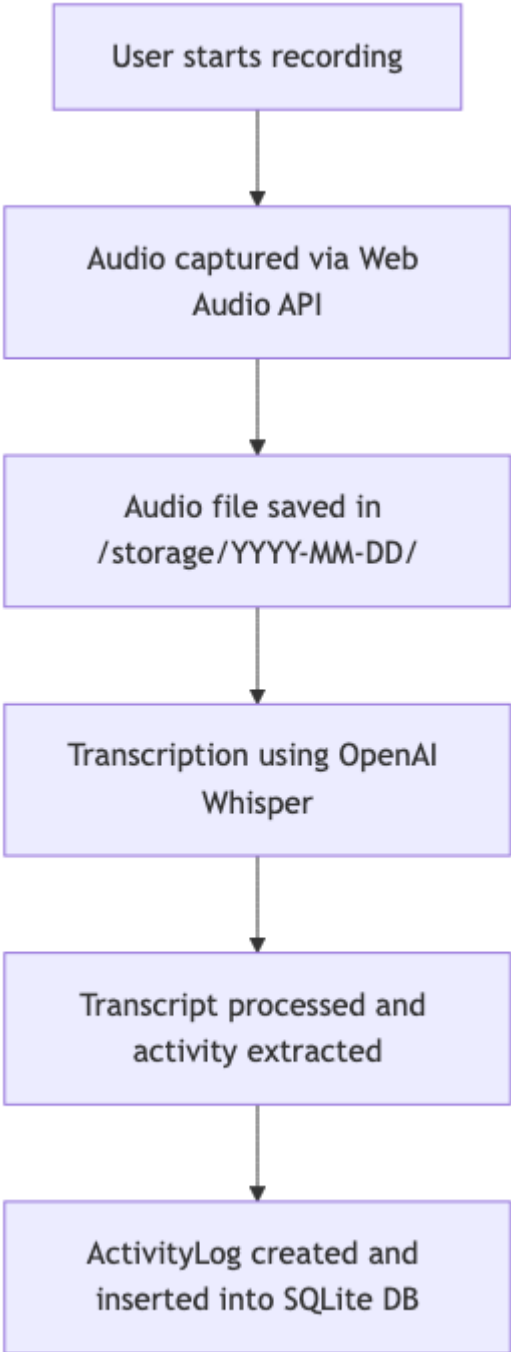 User starts recording
Audio captured via Web
Audio API
Audio file saved in
/storage/YYYY-MM-DD/
Transcription using OpenAI
Whisper
Transcript processed and
activity extracted
ActivityLog created and
inserted into SQLite DB